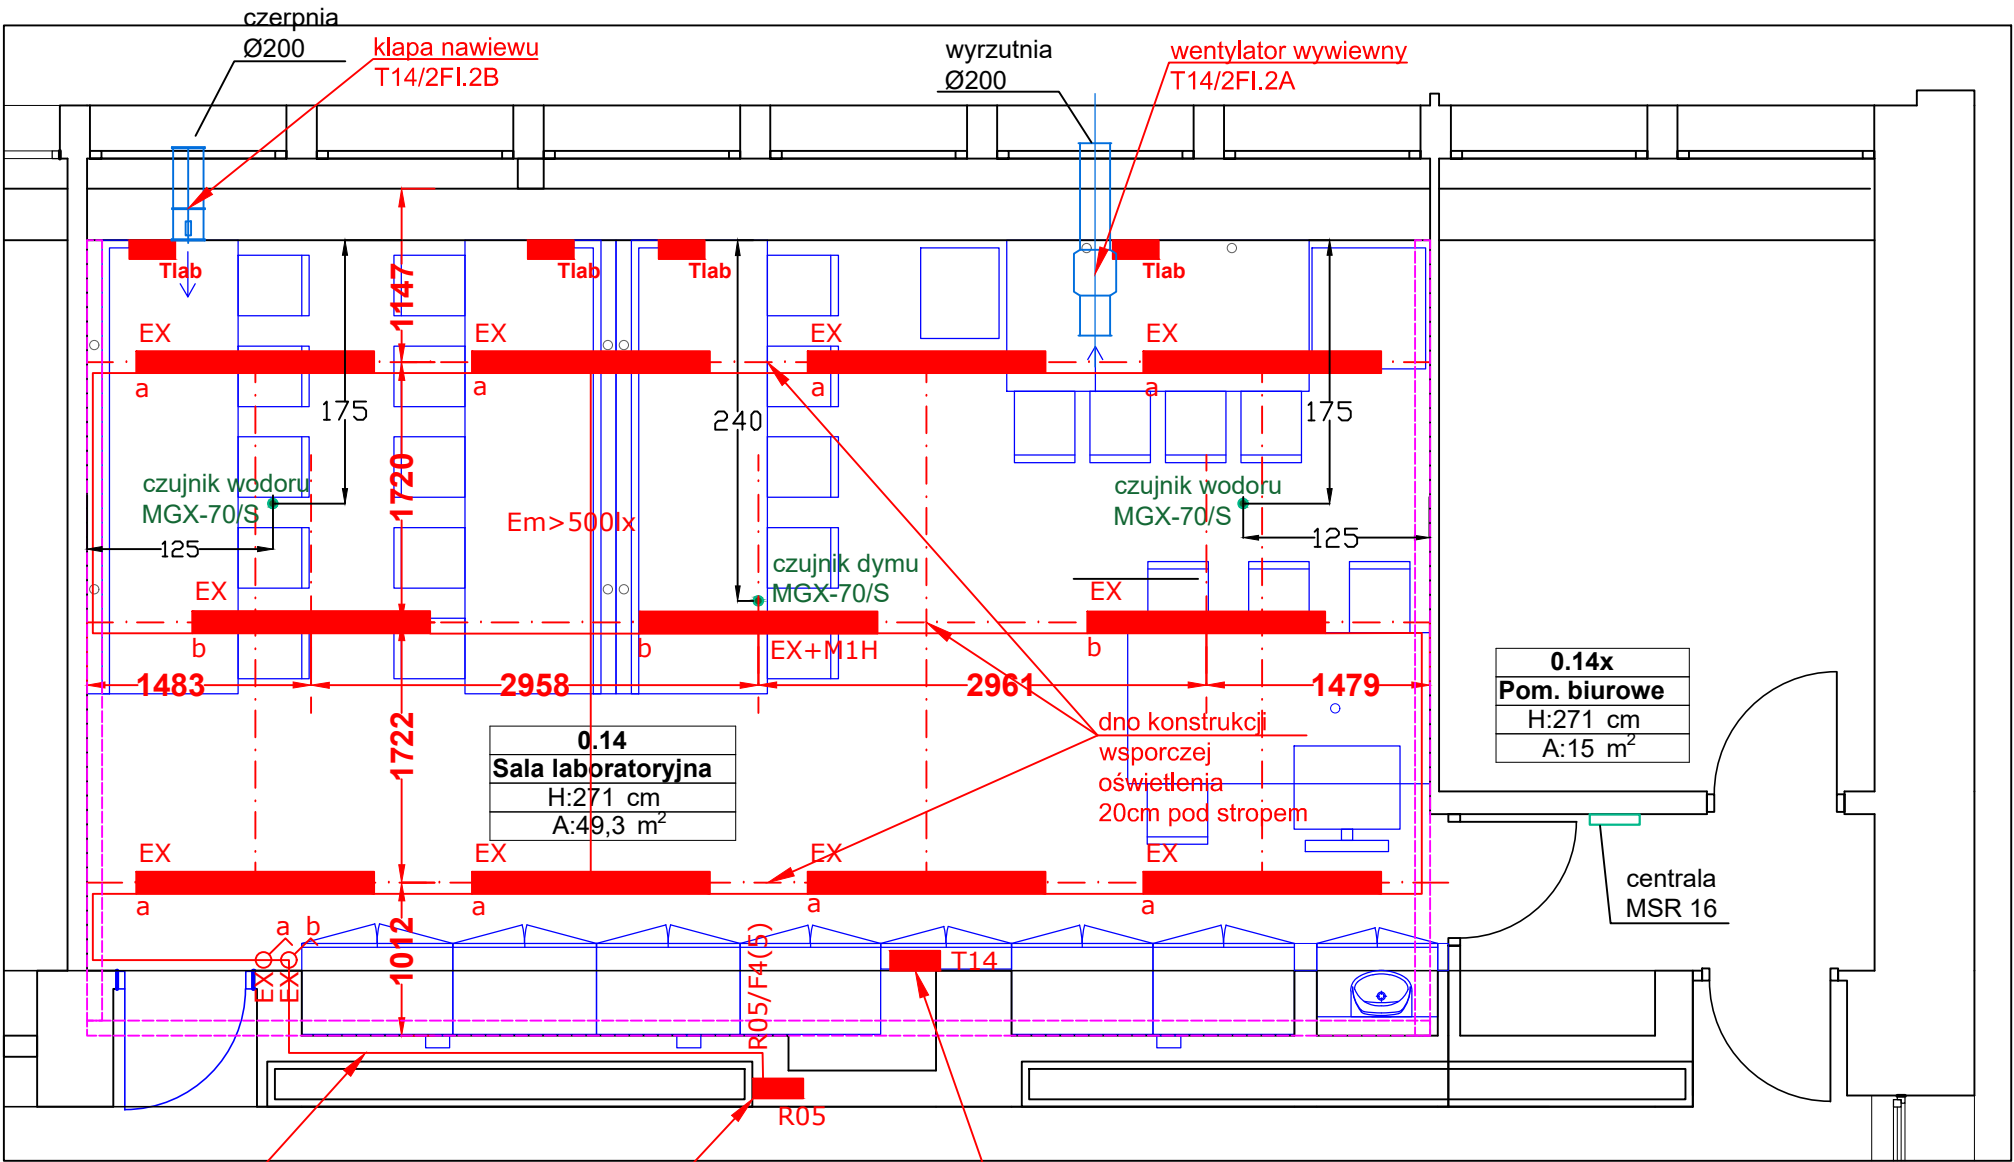 czerpnia
Ø200
klapa nawiewu
T14/2FI.2B
wyrzutnia
Ø200
wentylator wywiewny
T14/2FI.2A
Tlab
Tlab
Tlab
Tlab
1147
EX
EX
EX
EX
a
a
a
a
175
240
175
1720
czujnik wodoru
MGX-70/S
czujnik wodoru
MGX-70/S
Em>500lx
125
125
czujnik dymu
MGX-70/S
EX
EX
b
b
EX+M1H
b
1483
2958
2961
1479
0.14x
Pom. biurowe
H:271 cm
A:15 m²
1722
0.14
Sala laboratoryjna
H:271 cm
A:49,3 m²
dno konstrukcji
wsporczej
oświetlenia
20cm pod stropem
EX
EX
EX
EX
a
a
a
a
centrala
MSR 16
a
b
EX
EX
1012
R05/F4(5)
T14
R05